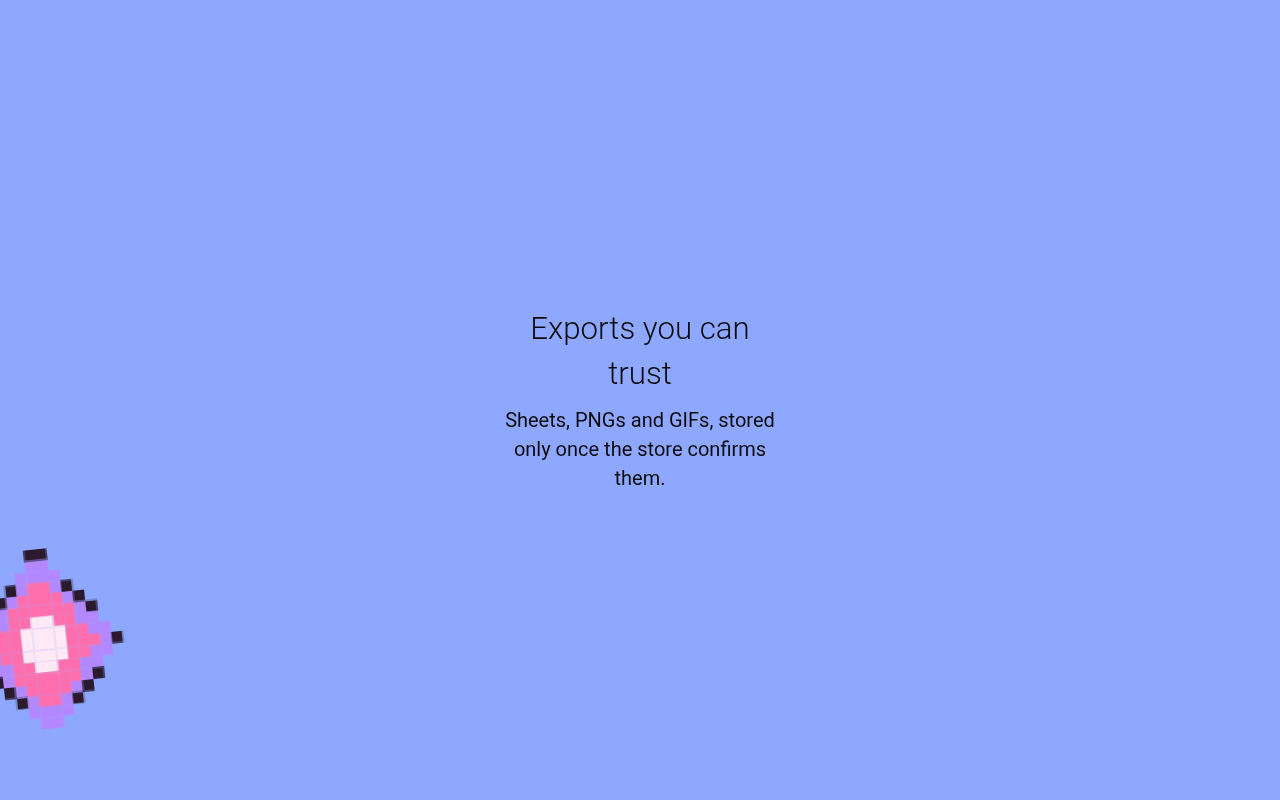 Exports you can
trust
Sheets, PNGs and GIFs, stored
only once the store confirms
them.